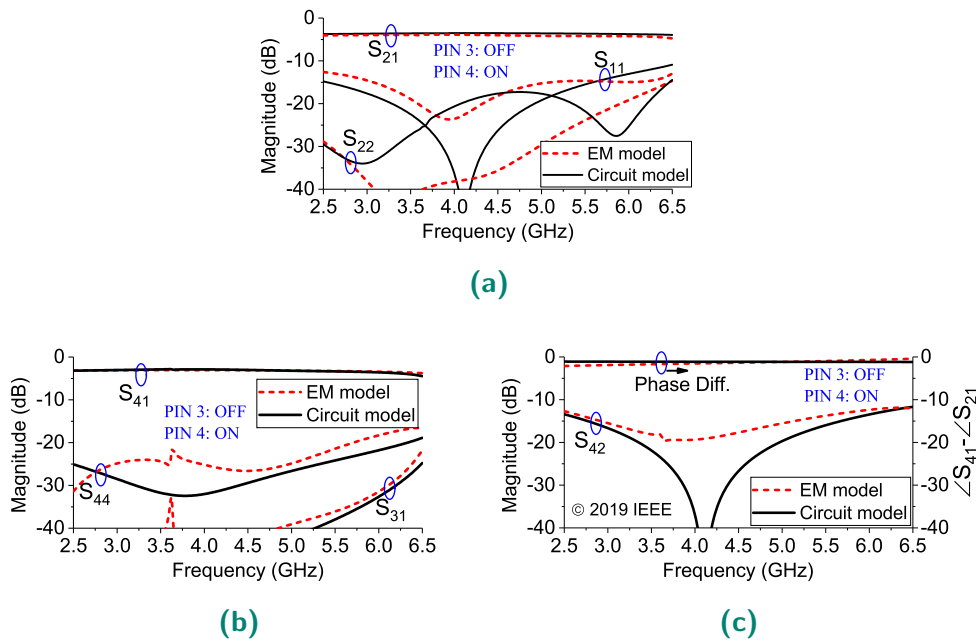 0
-10
-20
-30
-40
Magnitude (dB)
S21
PIN 3: OFF
PIN 4: ON
S11
S22
EM model
Circuit model
2.5 3.0 3.5 4.0 4.5 5.0 5.5 6.0 6.5
Frequency (GHz)
(a)
0
-10
-20
-30
-40
Magnitude (dB)
S41
PIN 3: OFF
PIN 4: ON
EM model
Circuit model
S44
S31
2.5 3.0 3.5 4.0 4.5 5.0 5.5 6.0 6.5
Frequency (GHz)
(b)
0
-10
-20
-30
-40
Magnitude (dB)
Phase Diff.
PIN 3: OFF
PIN 4: ON
S42
© 2019 IEEE
EM model
Circuit model
0
-10
-20
-30
-40
∠S41-∠S21
2.5 3.0 3.5 4.0 4.5 5.0 5.5 6.0 6.5
Frequency (GHz)
(c)